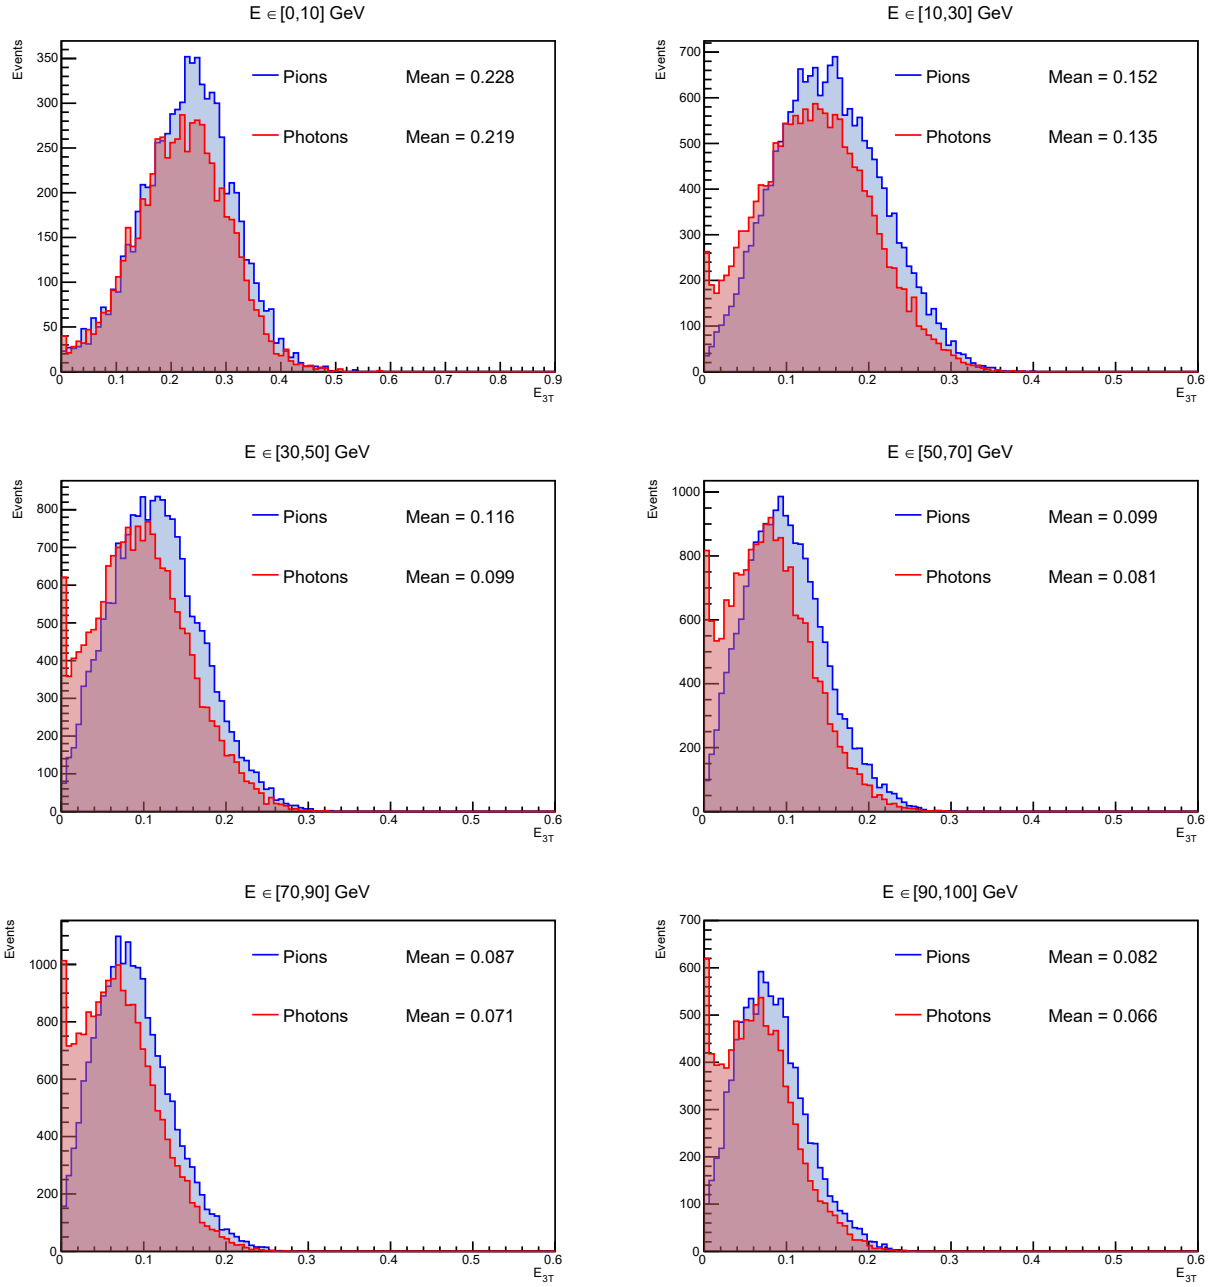 E ∈ [0,10] GeV
Events
350
300
250
200
150
100
50
0
Pions Mean = 0.228
Photons Mean = 0.219
0 0.1 0.2 0.3 0.4 0.5 0.6 0.7 0.8 0.9
E3T
E ∈ [10,30] GeV
Events
700
600
500
400
300
200
100
0
Pions Mean = 0.152
Photons Mean = 0.135
0 0.1 0.2 0.3 0.4 0.5 0.6
E3T
E ∈ [30,50] GeV
Events
800
700
600
500
400
300
200
100
0
Pions Mean = 0.116
Photons Mean = 0.099
0 0.1 0.2 0.3 0.4 0.5 0.6
E3T
E ∈ [50,70] GeV
Events
1000
800
600
400
200
0
Pions Mean = 0.099
Photons Mean = 0.081
0 0.1 0.2 0.3 0.4 0.5 0.6
E3T
E ∈ [70,90] GeV
Events
1000
800
600
400
200
0
Pions Mean = 0.087
Photons Mean = 0.071
0 0.1 0.2 0.3 0.4 0.5 0.6
E3T
E ∈ [90,100] GeV
Events
700
600
500
400
300
200
100
0
Pions Mean = 0.082
Photons Mean = 0.066
0 0.1 0.2 0.3 0.4 0.5 0.6
E3T